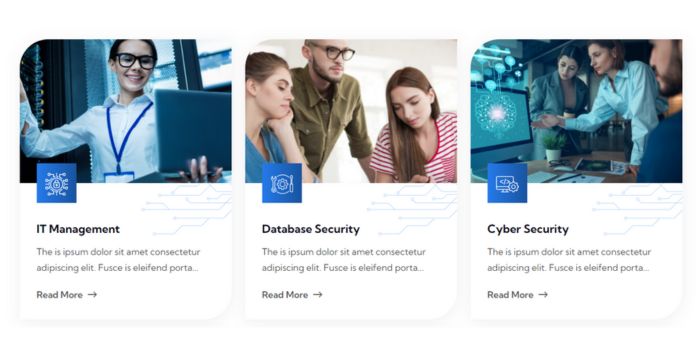 IT Management
The is ipsum dolor sit amet consectetur
adipiscing elit. Fusce is eleifend porta...
Read More →
Database Security
The is ipsum dolor sit amet consectetur
adipiscing elit. Fusce is eleifend porta...
Read More →
Cyber Security
The is ipsum dolor sit amet consectetur
adipiscing elit. Fusce is eleifend porta...
Read More →